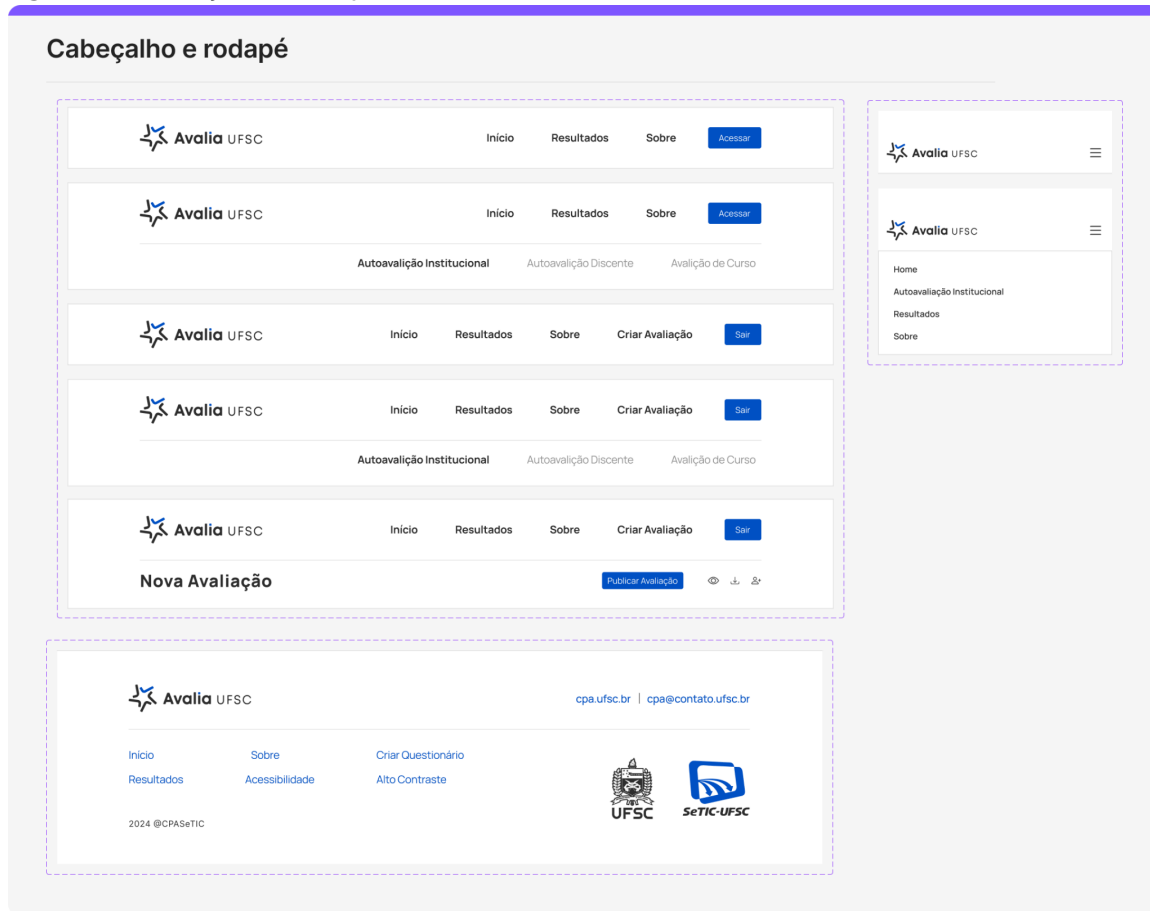 Cabeçalho e rodapé
Avalia UFSC Início Resultados Sobre Acessar
Avalia UFSC Início Resultados Sobre Acessar
Autoavalição Institucional Autoavalição Discente Avalição de Curso
Avalia UFSC Início Resultados Sobre Criar Avaliação Sair
Avalia UFSC Início Resultados Sobre Criar Avaliação Sair
Autoavalição Institucional Autoavalição Discente Avalição de Curso
Avalia UFSC Início Resultados Sobre Criar Avaliação Sair
Nova Avaliação Publicar Avaliação
Avalia UFSC
Avalia UFSC
Home
Autoavaliação Institucional
Resultados
Sobre
Avalia UFSC cpa.ufsc.br | cpa@contato.ufsc.br
Início Sobre Criar Questionário
Resultados Acessibilidade Alto Contraste
UFSC SeTIC-UFSC
2024 @CPASeTIC